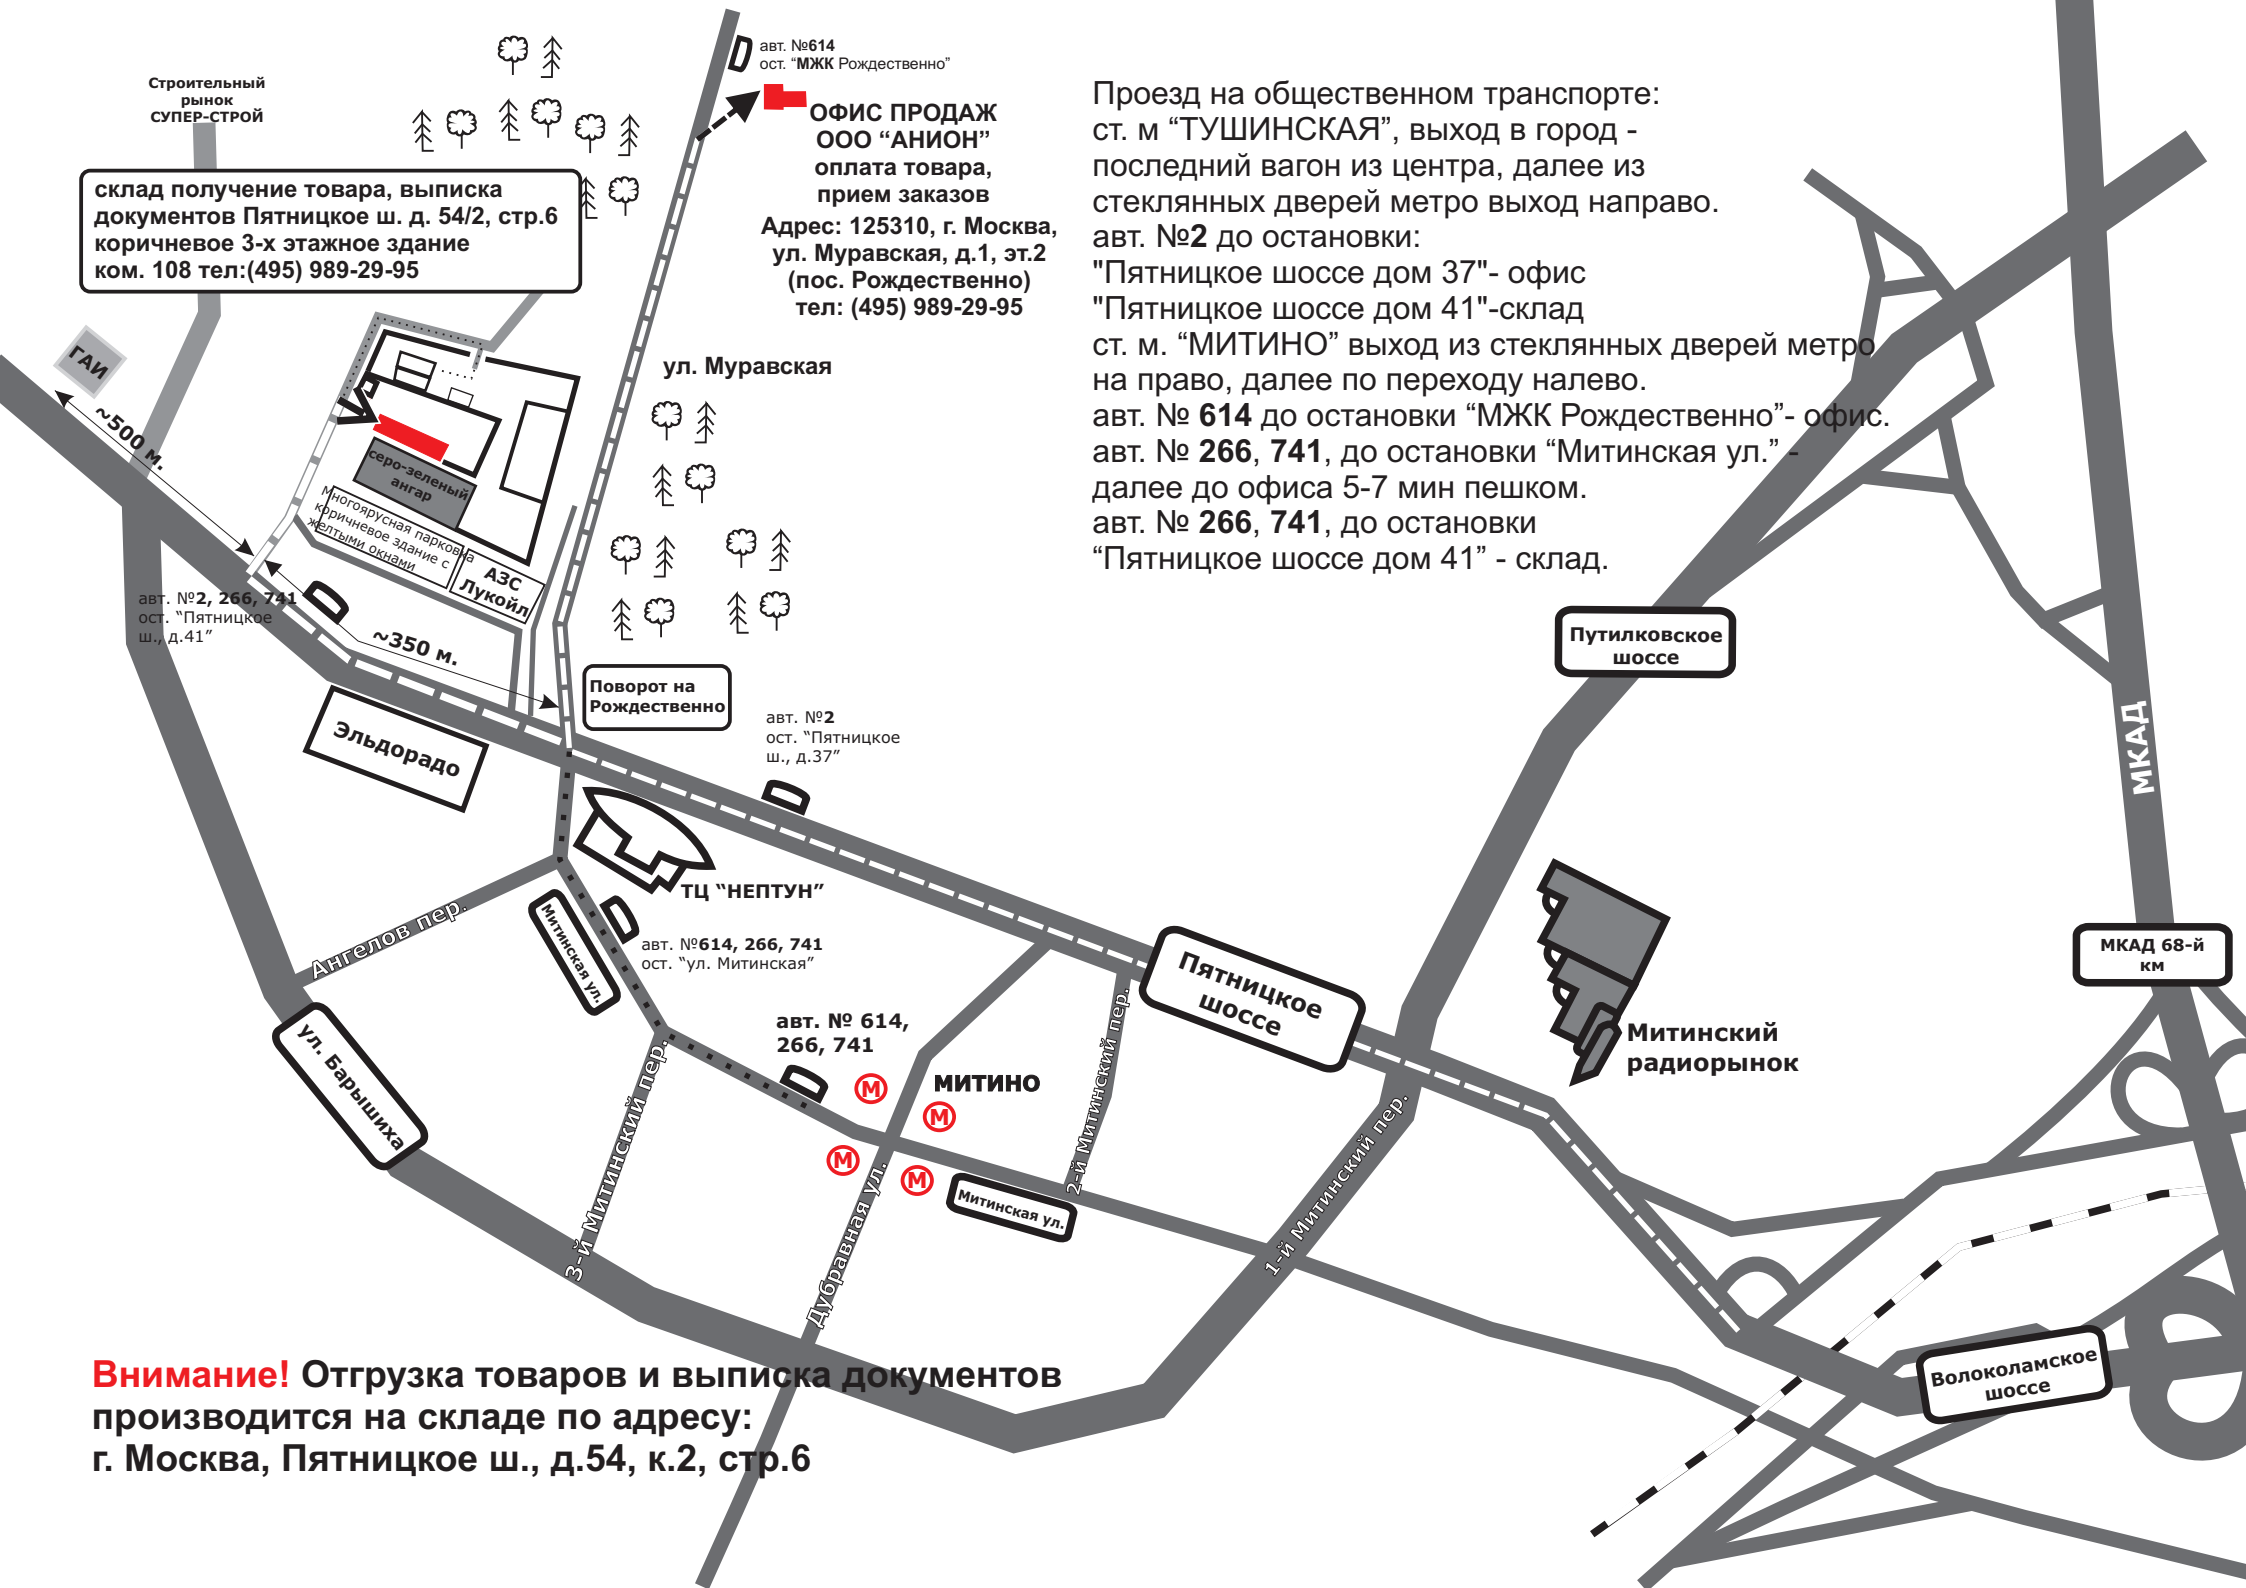 авт. №614
ост. “МЖК Рождественно”
Строительный
рынок
СУПЕР-СТРОЙ
ОФИС ПРОДАЖ
ООО “АНИОН”
оплата товара,
прием заказов
Адрес: 125310, г. Москва,
ул. Муравская, д.1, эт.2
(пос. Рождественно)
тел: (495) 989-29-95
Проезд на общественном транспорте:
ст. м “ТУШИНСКАЯ”, выход в город -
последний вагон из центра, далее из
стеклянных дверей метро выход направо.
авт. №2 до остановки:
"Пятницкое шоссе дом 37"- офис
"Пятницкое шоссе дом 41"-склад
ст. м. “МИТИНО” выход из стеклянных дверей метро
на право, далее по переходу налево.
авт. № 614 до остановки “МЖК Рождественно”- офис.
авт. № 266, 741, до остановки “Митинская ул.” -
далее до офиса 5-7 мин пешком.
авт. № 266, 741, до остановки
“Пятницкое шоссе дом 41” - склад.
склад получение товара, выписка
документов Пятницкое ш. д. 54/2, стр.6
коричневое 3-х этажное здание
ком. 108 тел:(495) 989-29-95
ГАИ
~500 м.
ул. Муравская
серо-зеленый
ангар
Многоярусная парковка
коричневое здание с
желтыми окнами
АЗС
Лукойл
авт. №2, 266, 741
ост. “Пятницкое
ш., д.41”
~350 м.
Поворот на
Рождественно
Эльдорадо
авт. №2
ост. “Пятницкое
ш., д.37”
Путилковское
шоссе
МКАД
ТЦ “НЕПТУН”
Ангелов пер.
Митинская ул.
авт. №614, 266, 741
ост. “ул. Митинская”
МКАД 68-й
км
Пятницкое
шоссе
Митинский
радиорынок
ул. Барышиха
авт. № 614,
266, 741
М
М
М
М
МИТИНО
3-й Митинский пер.
2-й Митинский пер.
1-й Митинский пер.
Дубравная ул.
Митинская ул.
Волоколамское
шоссе
Внимание! Отгрузка товаров и выписка документов
производится на складе по адресу:
г. Москва, Пятницкое ш., д.54, к.2, стр.6